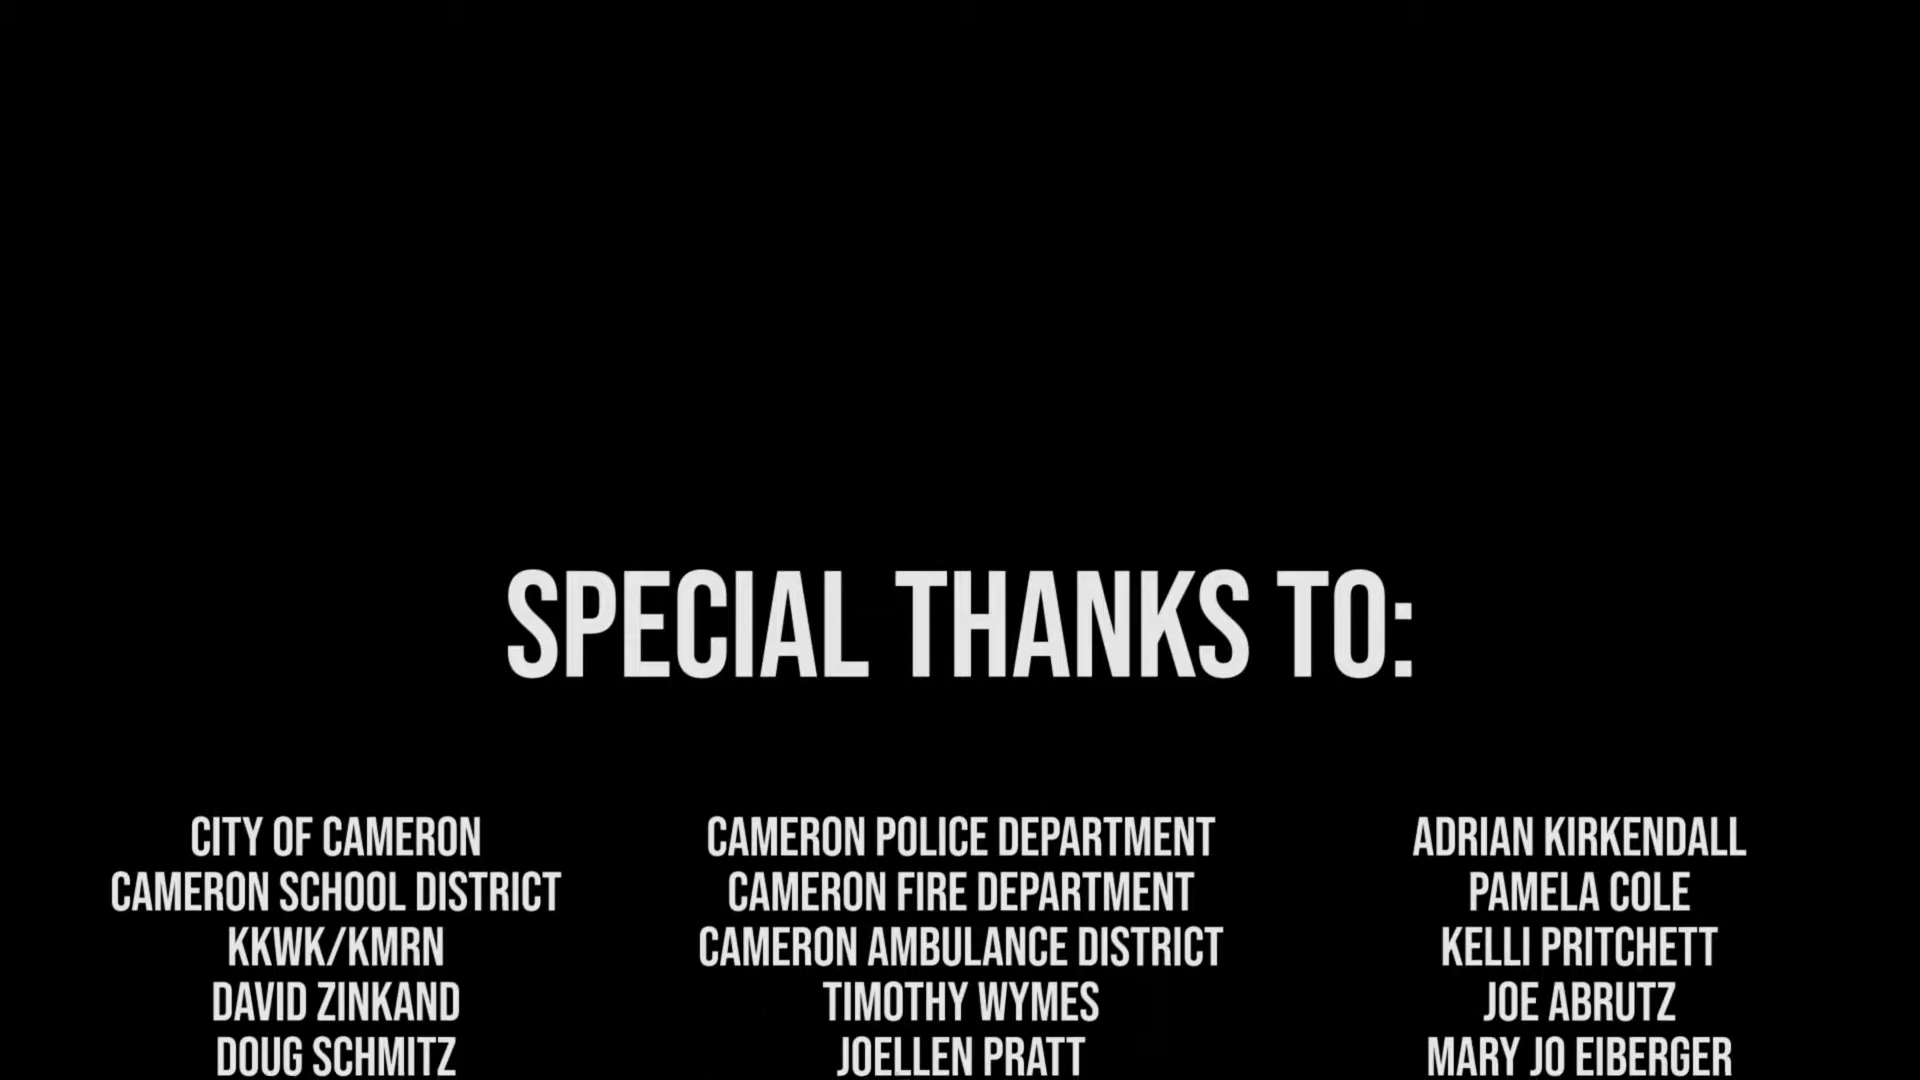 SPECIAL THANKS TO:
CITY OF CAMERON
CAMERON SCHOOL DISTRICT
KKWK/KMRN
DAVID ZINKAND
DOUG SCHMITZ
CAMERON POLICE DEPARTMENT
CAMERON FIRE DEPARTMENT
CAMERON AMBULANCE DISTRICT
TIMOTHY WYMES
JOELLEN PRATT
ADRIAN KIRKENDALL
PAMELA COLE
KELLI PRITCHETT
JOE ABRUTZ
MARY JO EIBERGER